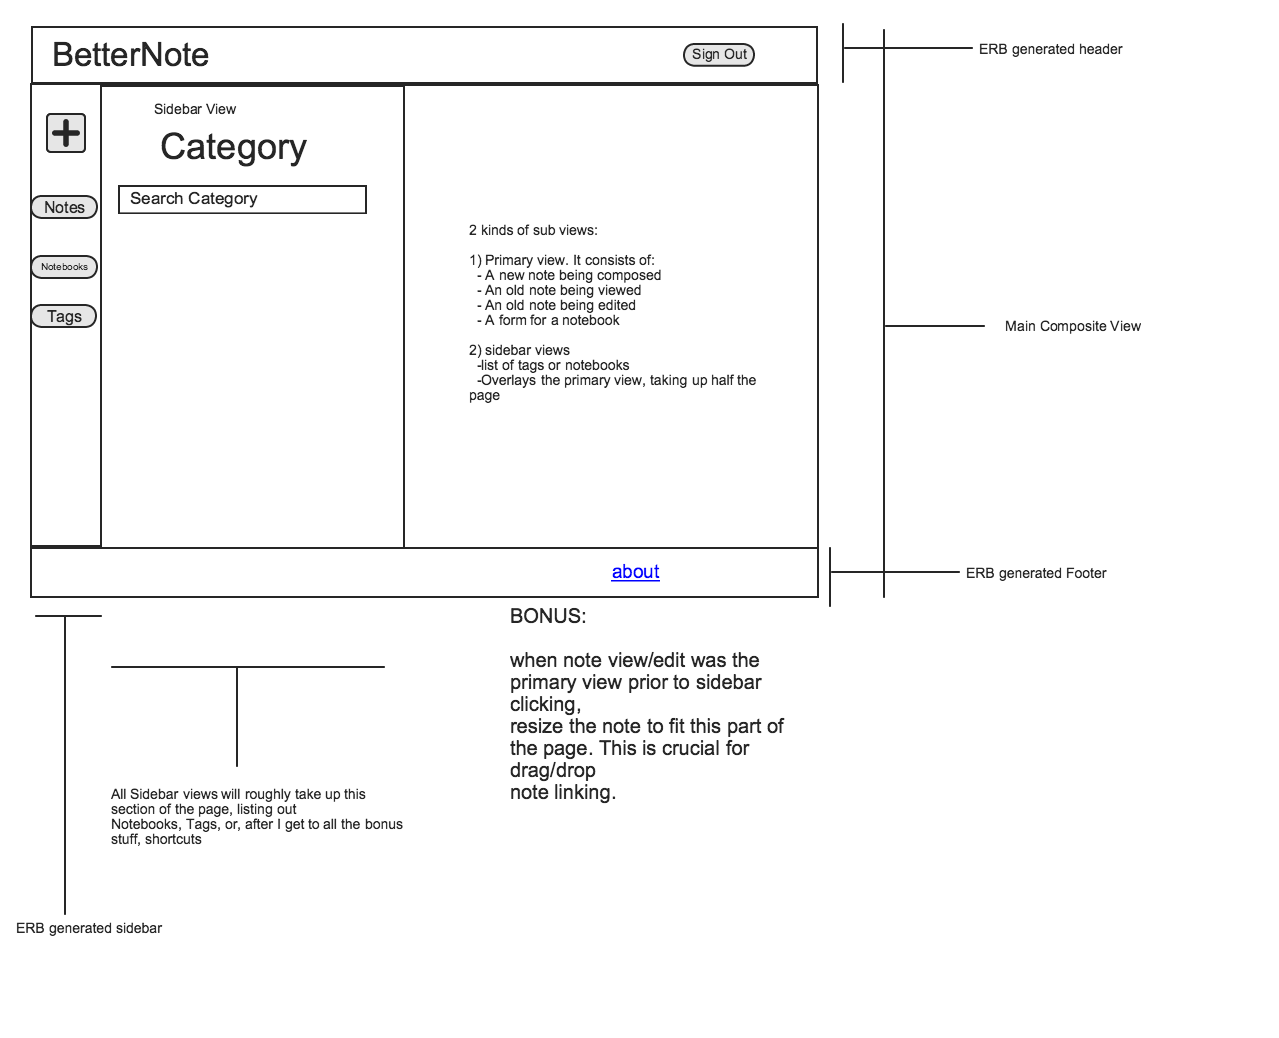 BetterNote
Sign Out
ERB generated header
Sidebar View
Category
Search Category
Notes
Notebooks
Tags
2 kinds of sub views:
1) Primary view. It consists of:
- A new note being composed
- An old note being viewed
- An old note being edited
- A form for a notebook
2) sidebar views
-list of tags or notebooks
-Overlays the primary view, taking up half the
page
Main Composite View
about
ERB generated Footer
BONUS:
when note view/edit was the
primary view prior to sidebar
clicking,
resize the note to fit this part of
the page. This is crucial for
drag/drop
note linking.
All Sidebar views will roughly take up this
section of the page, listing out
Notebooks, Tags, or, after I get to all the bonus
stuff, shortcuts
ERB generated sidebar